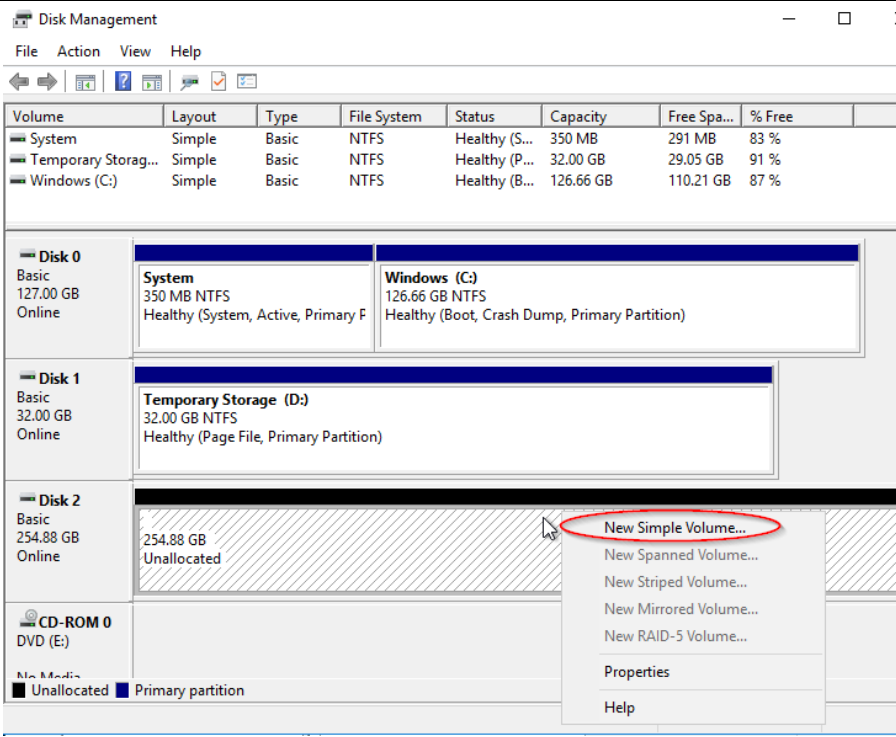 Disk Management
File Action View Help
Volume Layout Type File System Status Capacity Free Spa... % Free
System Simple Basic NTFS Healthy (S... 350 MB 291 MB 83 %
Temporary Storag... Simple Basic NTFS Healthy (P... 32.00 GB 29.05 GB 91 %
Windows (C:) Simple Basic NTFS Healthy (B... 126.66 GB 110.21 GB 87 %
Disk 0
Basic
127.00 GB
Online
System
350 MB NTFS
Healthy (System, Active, Primary P
Windows (C:)
126.66 GB NTFS
Healthy (Boot, Crash Dump, Primary Partition)
Disk 1
Basic
32.00 GB
Online
Temporary Storage (D:)
32.00 GB NTFS
Healthy (Page File, Primary Partition)
Disk 2
Basic
254.88 GB
Online
254.88 GB
Unallocated
New Simple Volume...
New Spanned Volume...
New Striped Volume...
New Mirrored Volume...
New RAID-5 Volume...
Properties
Help
CD-ROM 0
DVD (E:)
No Media
Unallocated Primary partition